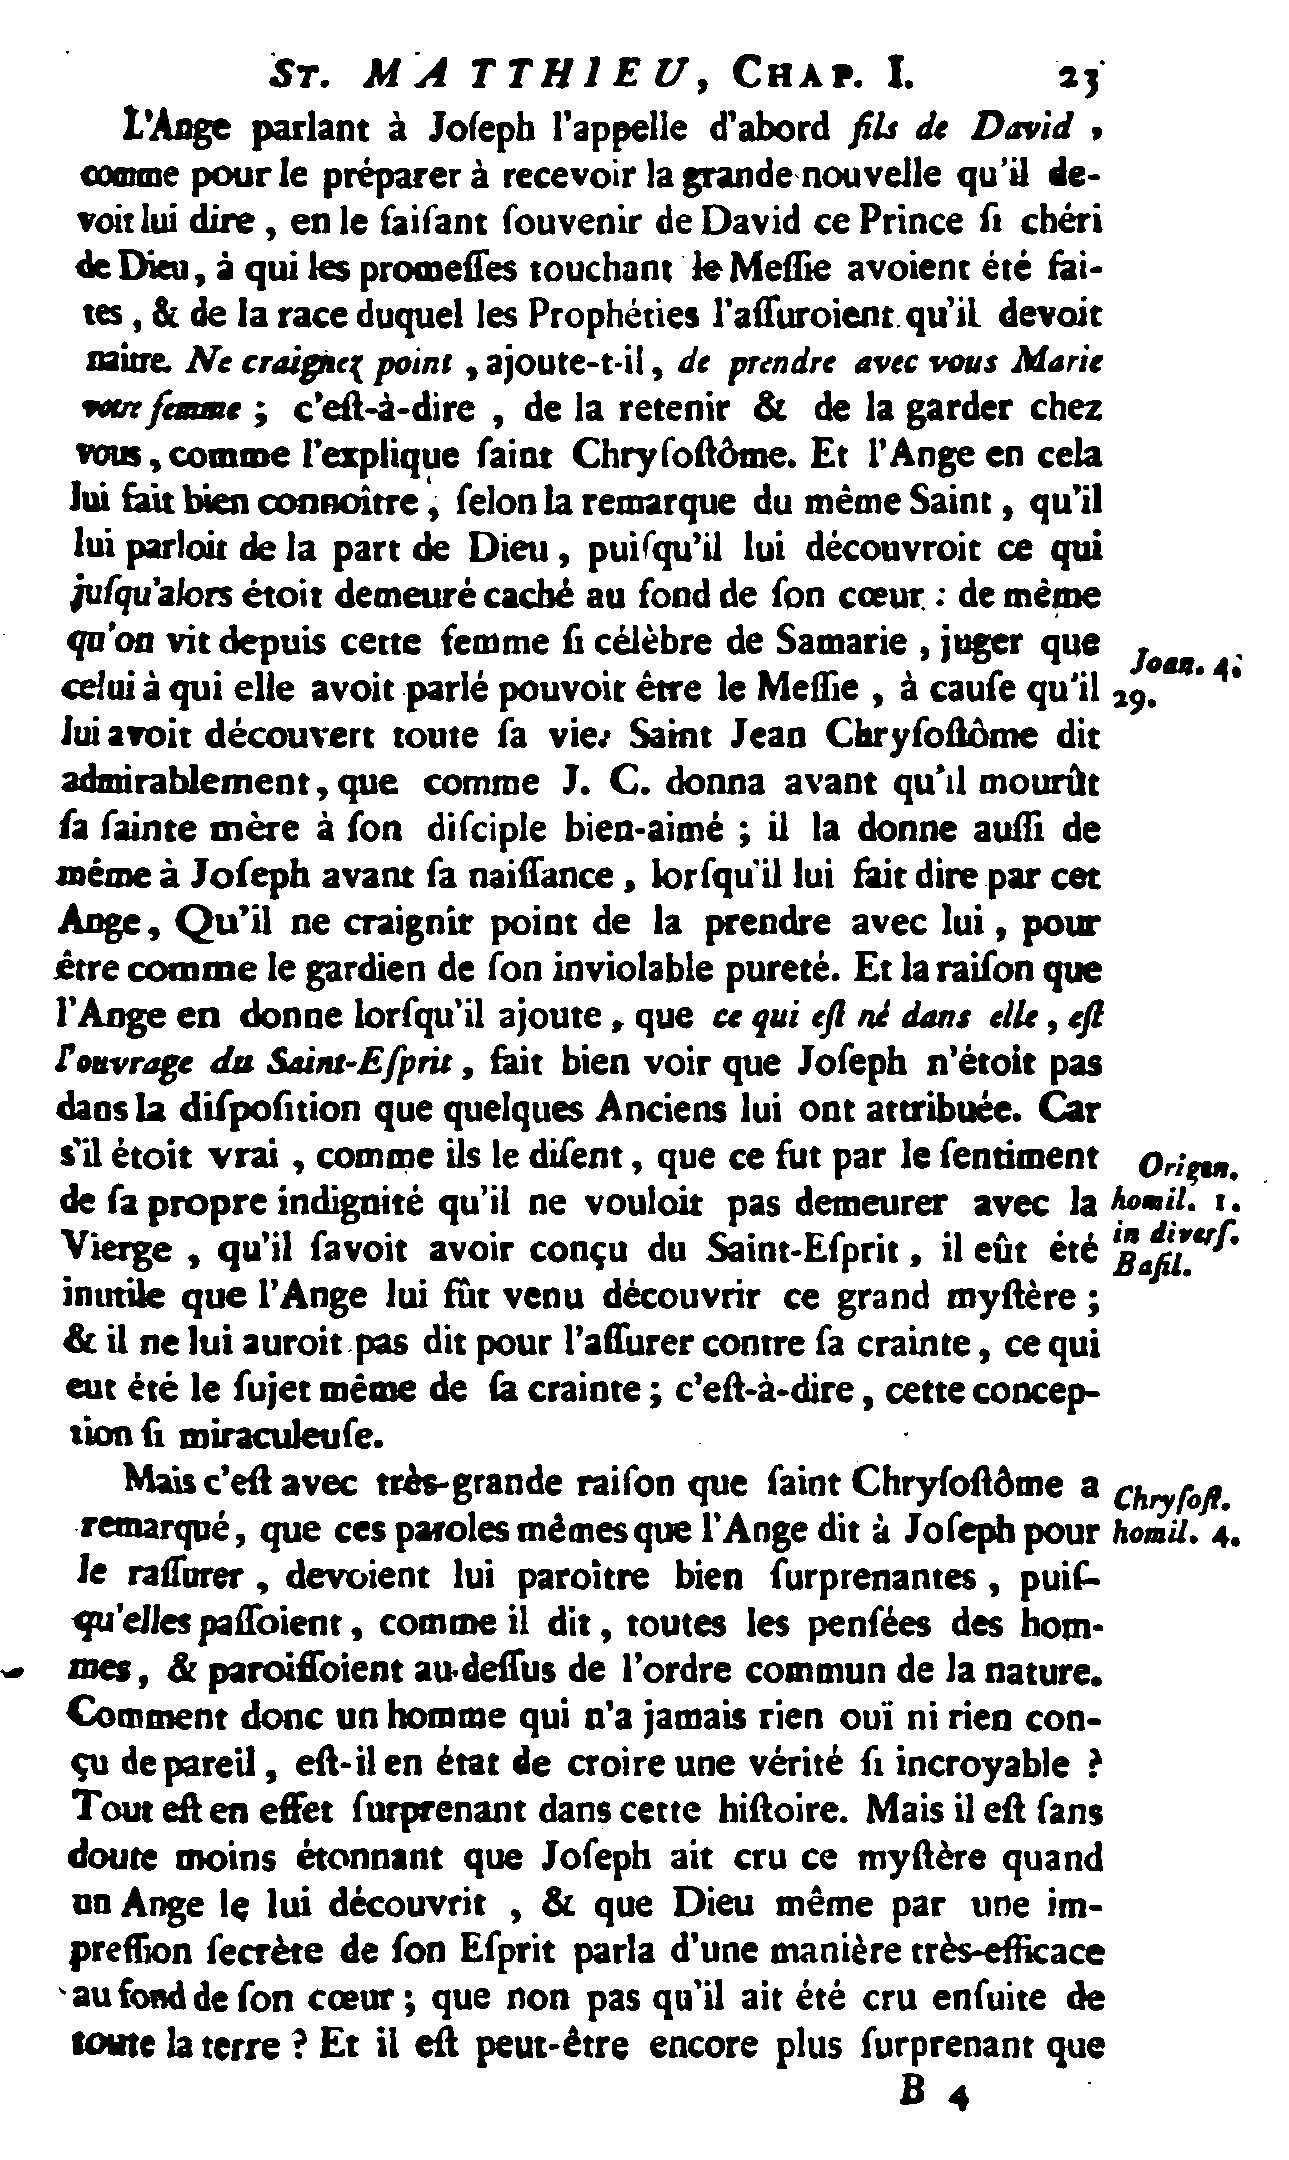 ST. MATTHIEU, CHAP. I. 23
L'Ange parlant à Joſeph l'appelle d'abord fils de David,
comme pour le préparer à recevoir la grande nouvelle qu'il de-
voit lui dire, en le faiſant ſouvenir de David ce Prince ſi chéri
de Dieu, à qui les promeſſes touchant le Meſſie avoient été fai-
tes, & de la race duquel les Prophéties l'aſſuroient qu'il devoit
naitre. Ne craignez point, ajoute-t-il, de prendre avec vous Marie
votre femme; c'eſt-à-dire, de la retenir & de la garder chez
vous, comme l'explique ſaint Chryſoſtôme. Et l'Ange en cela
lui fait bien connoître, ſelon la remarque du même Saint, qu'il
lui parloit de la part de Dieu, puiſqu'il lui découvroit ce qui
juſqu'alors étoit demeuré caché au fond de ſon cœur : de même
qu'on vit depuis cette femme ſi célèbre de Samarie, juger que
celui à qui elle avoit parlé pouvoit être le Meſſie, à cauſe qu'il
Joan. 4.
29.
lui avoit découvert toute ſa vie. Saint Jean Chryſoſtôme dit
admirablement, que comme J. C. donna avant qu'il mourût
ſa ſainte mère à ſon diſciple bien-aimé; il la donne auſſi de
même à Joſeph avant ſa naiſſance, lorſqu'il lui fait dire par cet
Ange, Qu'il ne craignît point de la prendre avec lui, pour
être comme le gardien de ſon inviolable pureté. Et la raiſon que
l'Ange en donne lorſqu'il ajoute, que ce qui eſt né dans elle, eſt
l'ouvrage du Saint-Eſprit, fait bien voir que Joſeph n'étoit pas
dans la diſpoſition que quelques Anciens lui ont attribuée. Car
s'il étoit vrai, comme ils le diſent, que ce fut par le ſentiment
de ſa propre indignité qu'il ne vouloit pas demeurer avec la
Vierge, qu'il ſavoit avoir conçu du Saint-Eſprit, il eût été
Origen.
homil. 1.
in diverſ.
Baſil.
inutile que l'Ange lui fût venu découvrir ce grand myſtère;
& il ne lui auroit pas dit pour l'aſſurer contre ſa crainte, ce qui
eut été le ſujet même de ſa crainte; c'eſt-à-dire, cette concep-
tion ſi miraculeuſe.
Mais c'eſt avec très-grande raiſon que ſaint Chryſoſtôme a
remarqué, que ces paroles mêmes que l'Ange dit à Joſeph pour
Chryſoſt.
homil. 4.
le raſſurer, devoient lui paroître bien ſurprenantes, puiſ-
qu'elles paſſoient, comme il dit, toutes les penſées des hom-
mes, & paroiſſoient au-deſſus de l'ordre commun de la nature.
Comment donc un homme qui n'a jamais rien ouï ni rien con-
çu de pareil, eſt-il en état de croire une vérité ſi incroyable ?
Tout eſt en effet ſurprenant dans cette hiſtoire. Mais il eſt ſans
doute moins étonnant que Joſeph ait cru ce myſtère quand
un Ange le lui découvrit, & que Dieu même par une im-
preſſion ſecrète de ſon Eſprit parla d'une manière très-efficace
au fond de ſon cœur; que non pas qu'il ait été cru enſuite de
toute la terre ? Et il eſt peut-être encore plus ſurprenant que
B 4